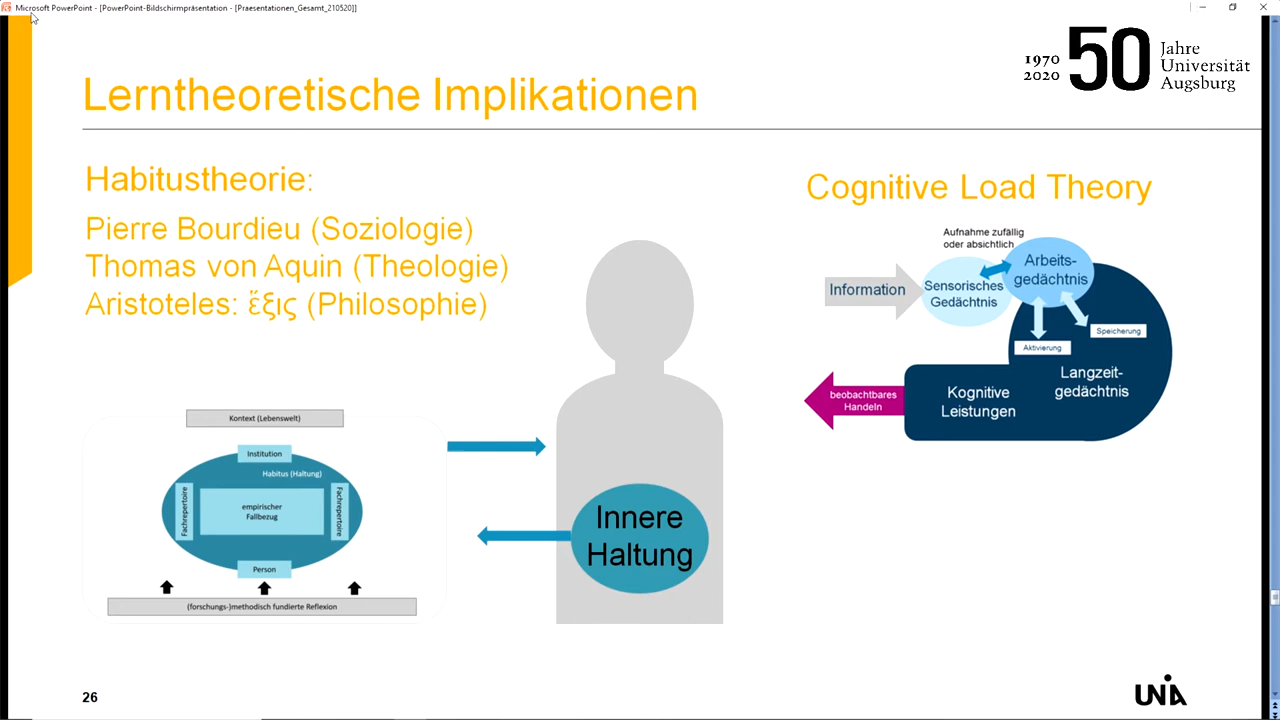 Microsoft PowerPoint - [PowerPoint-Bildschirmpräsentation - [Praesentationen_Gesamt_210520]]
1970
2020
50
Jahre
Universität
Augsburg
Lerntheoretische Implikationen
Habitustheorie:
Pierre Bourdieu (Soziologie)
Thomas von Aquin (Theologie)
Aristoteles: ἕξις (Philosophie)
Kontext (Lebenswelt)
Institution
Habitus (Haltung)
Fachrepertoire
empirischer
Fallbezug
Fachrepertoire
Person
(forschungs-)methodisch fundierte Reflexion
Innere
Haltung
Cognitive Load Theory
Aufnahme zufällig
oder absichtlich
Information
Sensorisches
Gedächtnis
Arbeits-
gedächtnis
Aktivierung
Speicherung
Langzeit-
gedächtnis
Kognitive
Leistungen
beobachtbares
Handeln
26
UNIA